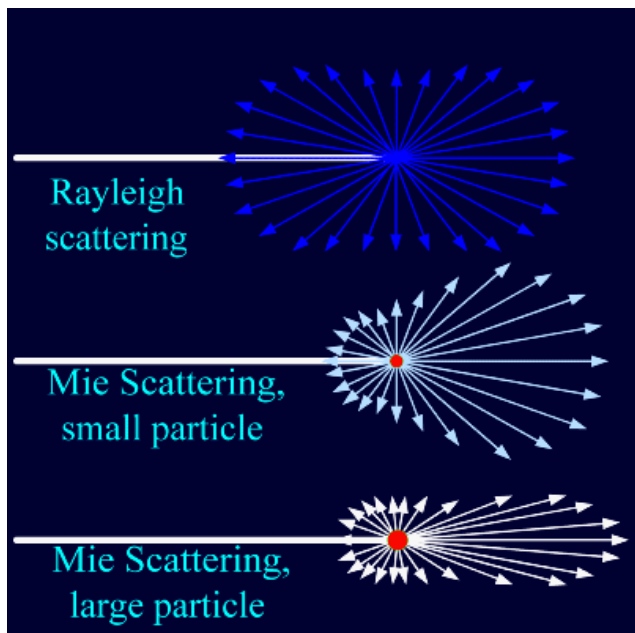 Rayleigh
scattering
Mie Scattering,
small particle
Mie Scattering,
large particle